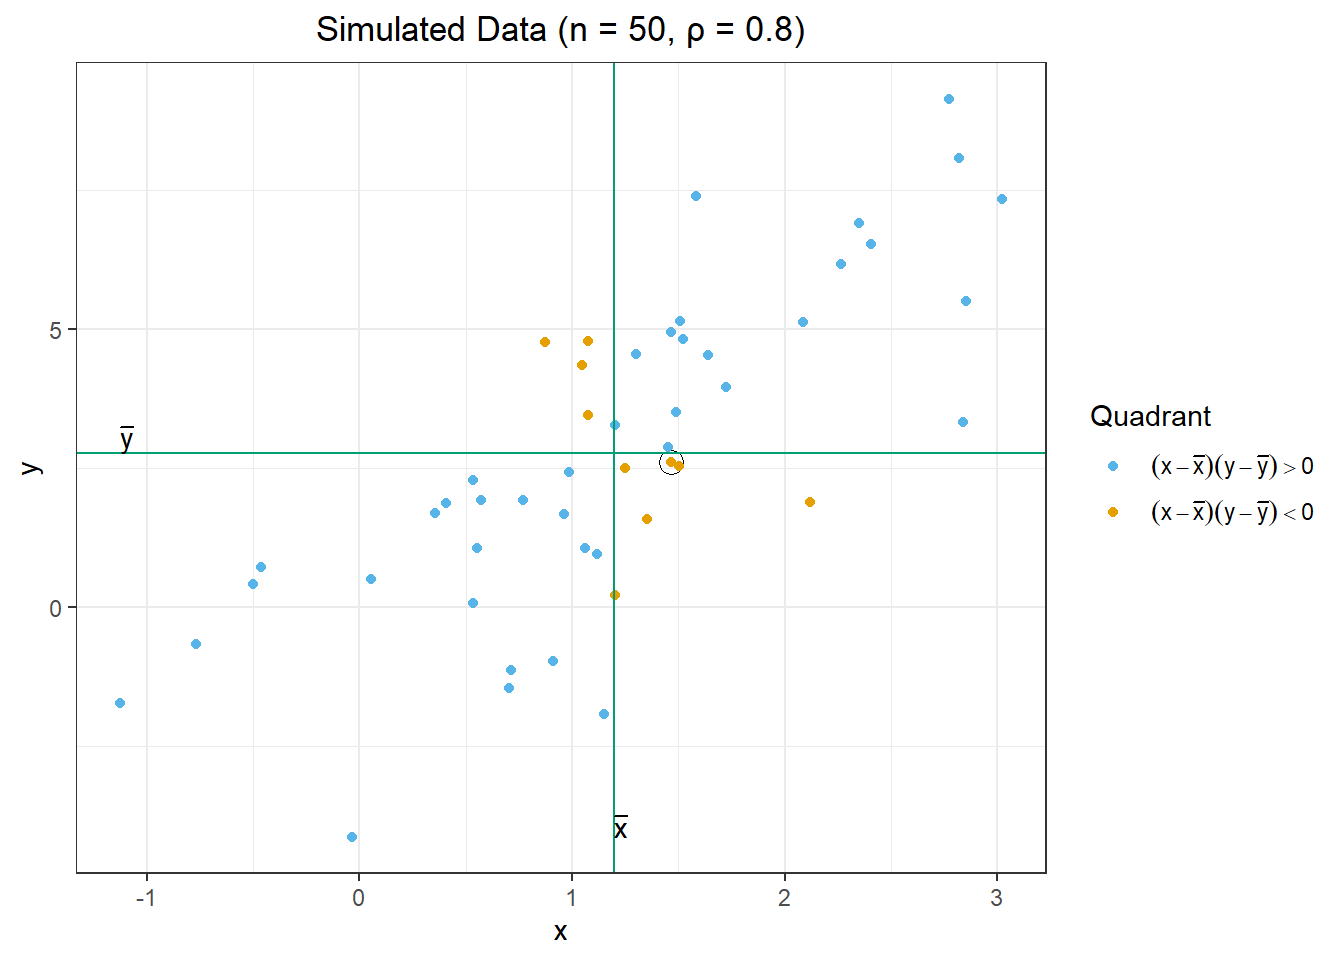 Simulated Data (n = 50, ρ = 0.8)
5
0
y
y̅
x̅
-1 0 1 2 3
x
Quadrant
(x − x̅)(y − y̅) > 0
(x − x̅)(y − y̅) < 0